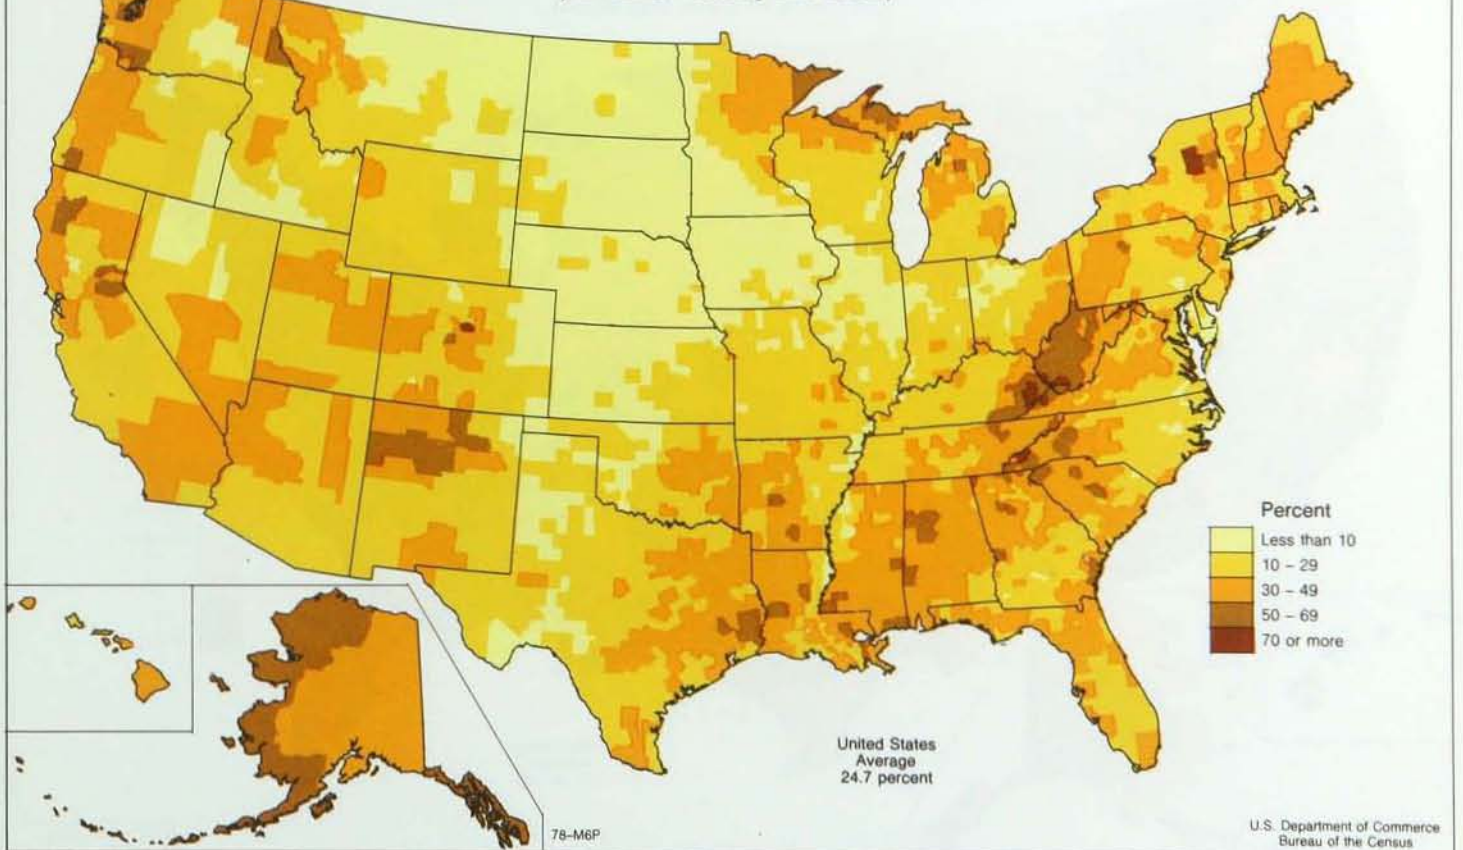 Percent
Less than 10
10 – 29
30 – 49
50 – 69
70 or more
United States
Average
24.7 percent
78–M6P
U.S. Department of Commerce
Bureau of the Census